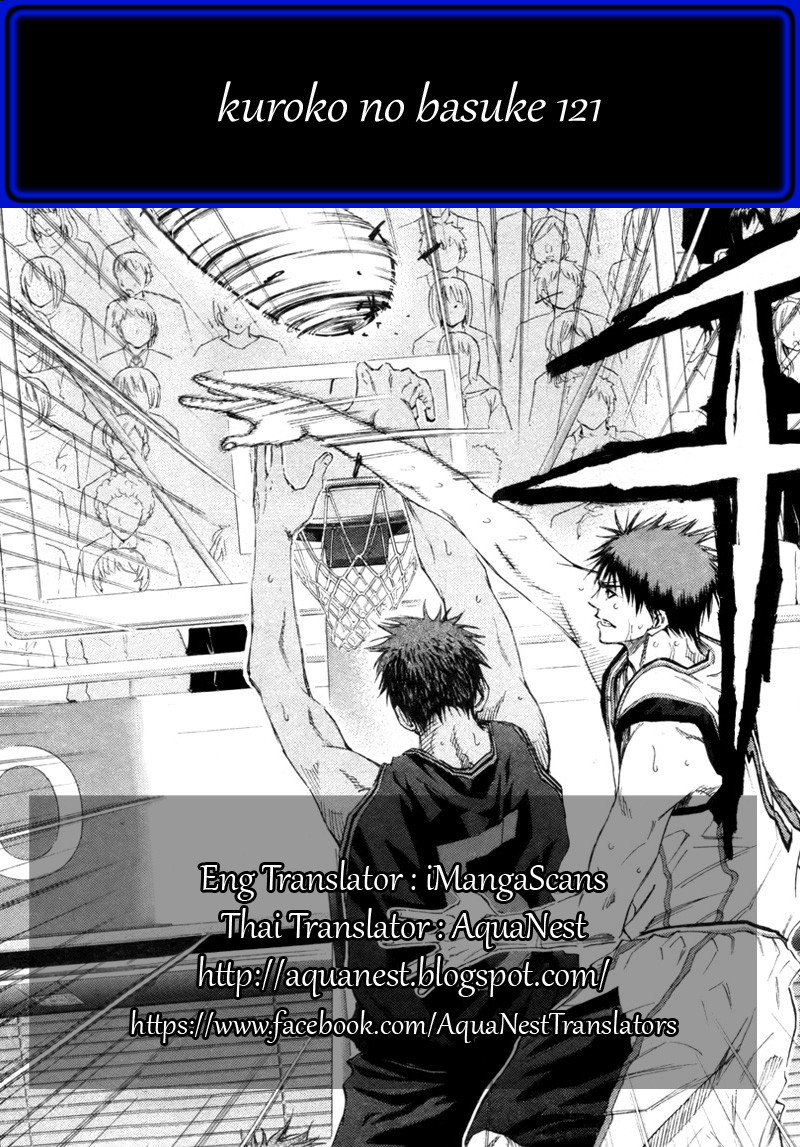 kuroko no basuke 121
Eng Translator : iMangaScans
Thai Translator : AquaNest
http://aquanest.blogspot.com/
https://www.facebook.com/AquaNestTranslators